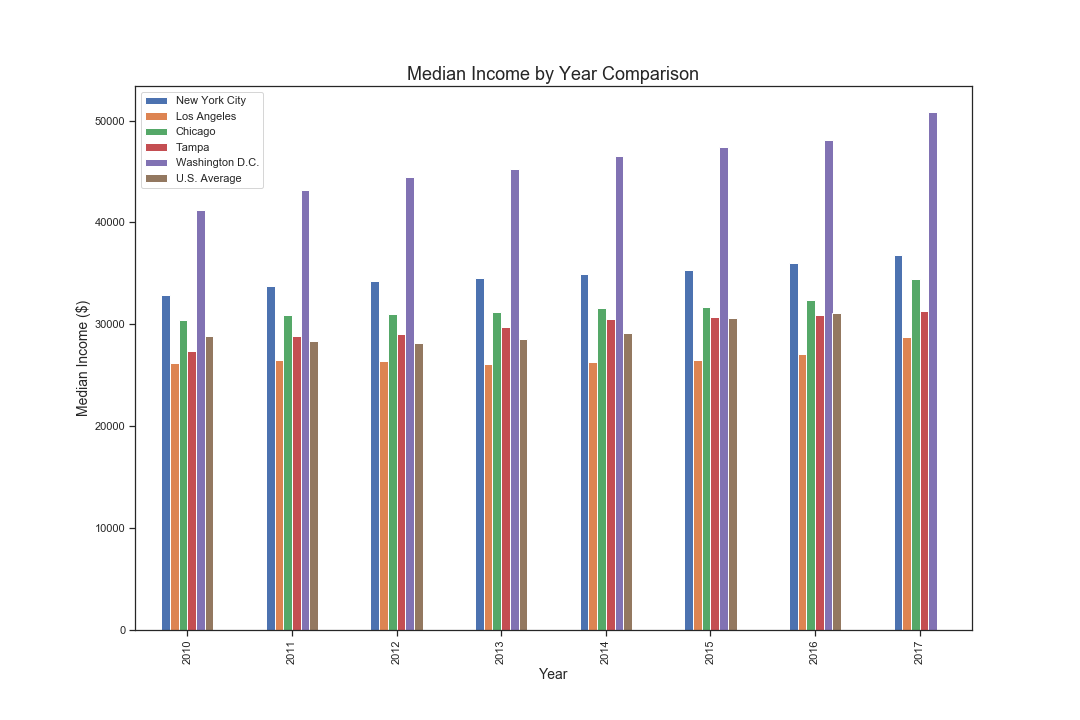 Median Income by Year Comparison
New York City
Los Angeles
Chicago
Tampa
Washington D.C.
U.S. Average
Median Income ($)
50000
40000
30000
20000
10000
0
2010
2011
2012
2013
2014
2015
2016
2017
Year